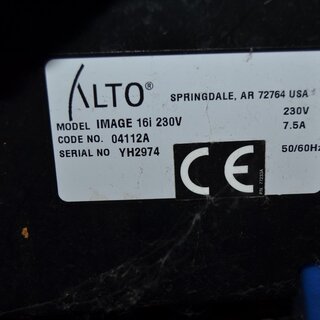 ALTO®
SPRINGDALE, AR 72764 USA
MODEL IMAGE 16i 230V 230V
CODE NO. 04112A 7.5A
SERIAL NO YH2974 50/60Hz
CE